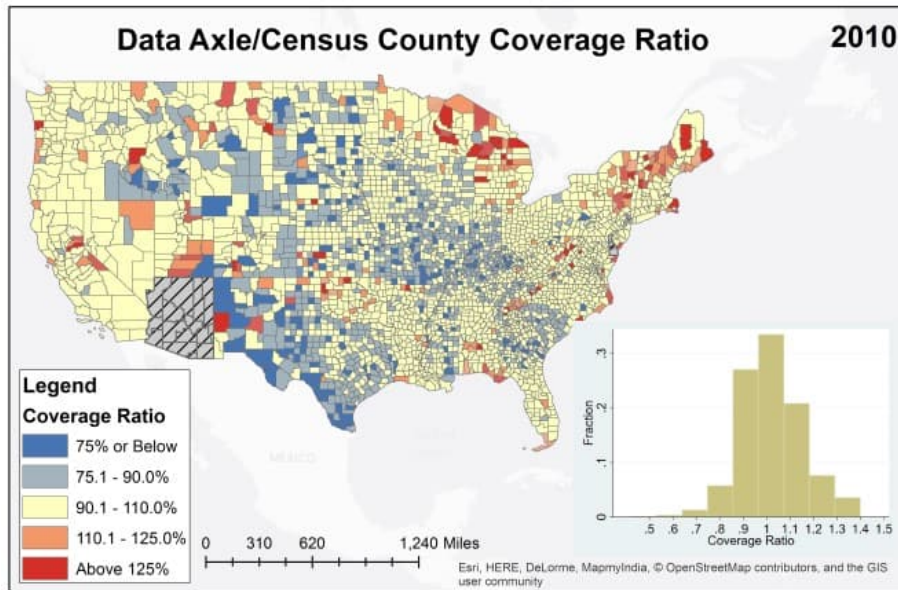 Data Axle/Census County Coverage Ratio
2010
MEXICO
Legend
Coverage Ratio
75% or Below
75.1 - 90.0%
90.1 - 110.0%
110.1 - 125.0%
Above 125%
0 310 620 1,240 Miles
Fraction
.3
.2
.1
0
.5 .6 .7 .8 .9 1 1.1 1.2 1.3 1.4 1.5
Coverage Ratio
Esri, HERE, DeLorme, MapmyIndia, © OpenStreetMap contributors, and the GIS
user community